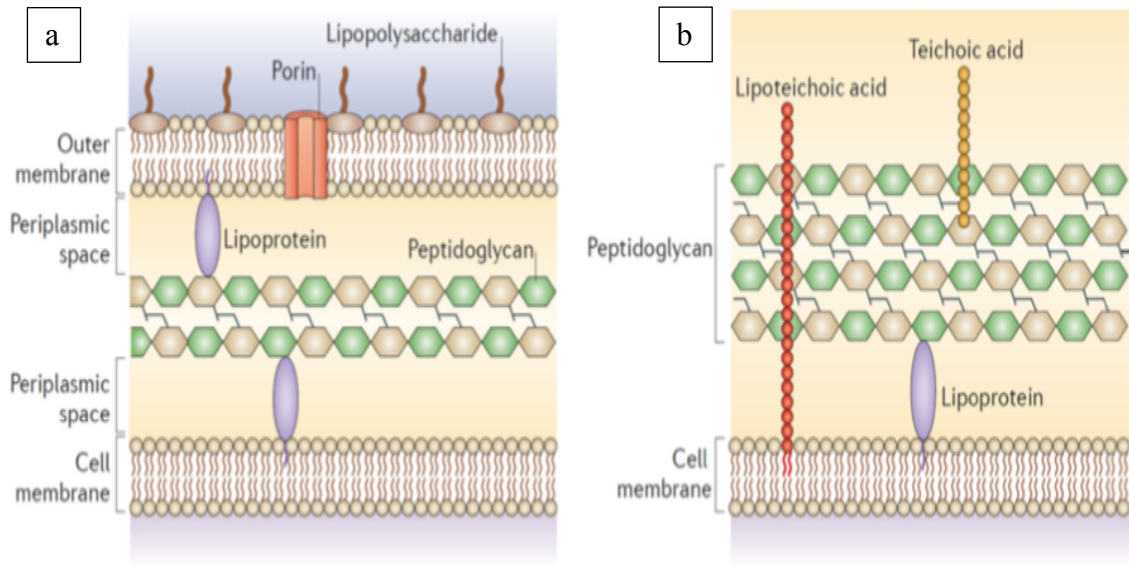 a
Lipopolysaccharide
Porin
Outer
membrane
Periplasmic
space
Lipoprotein
Peptidoglycan
Periplasmic
space
Cell
membrane
b
Teichoic acid
Lipoteichoic acid
Peptidoglycan
Lipoprotein
Cell
membrane